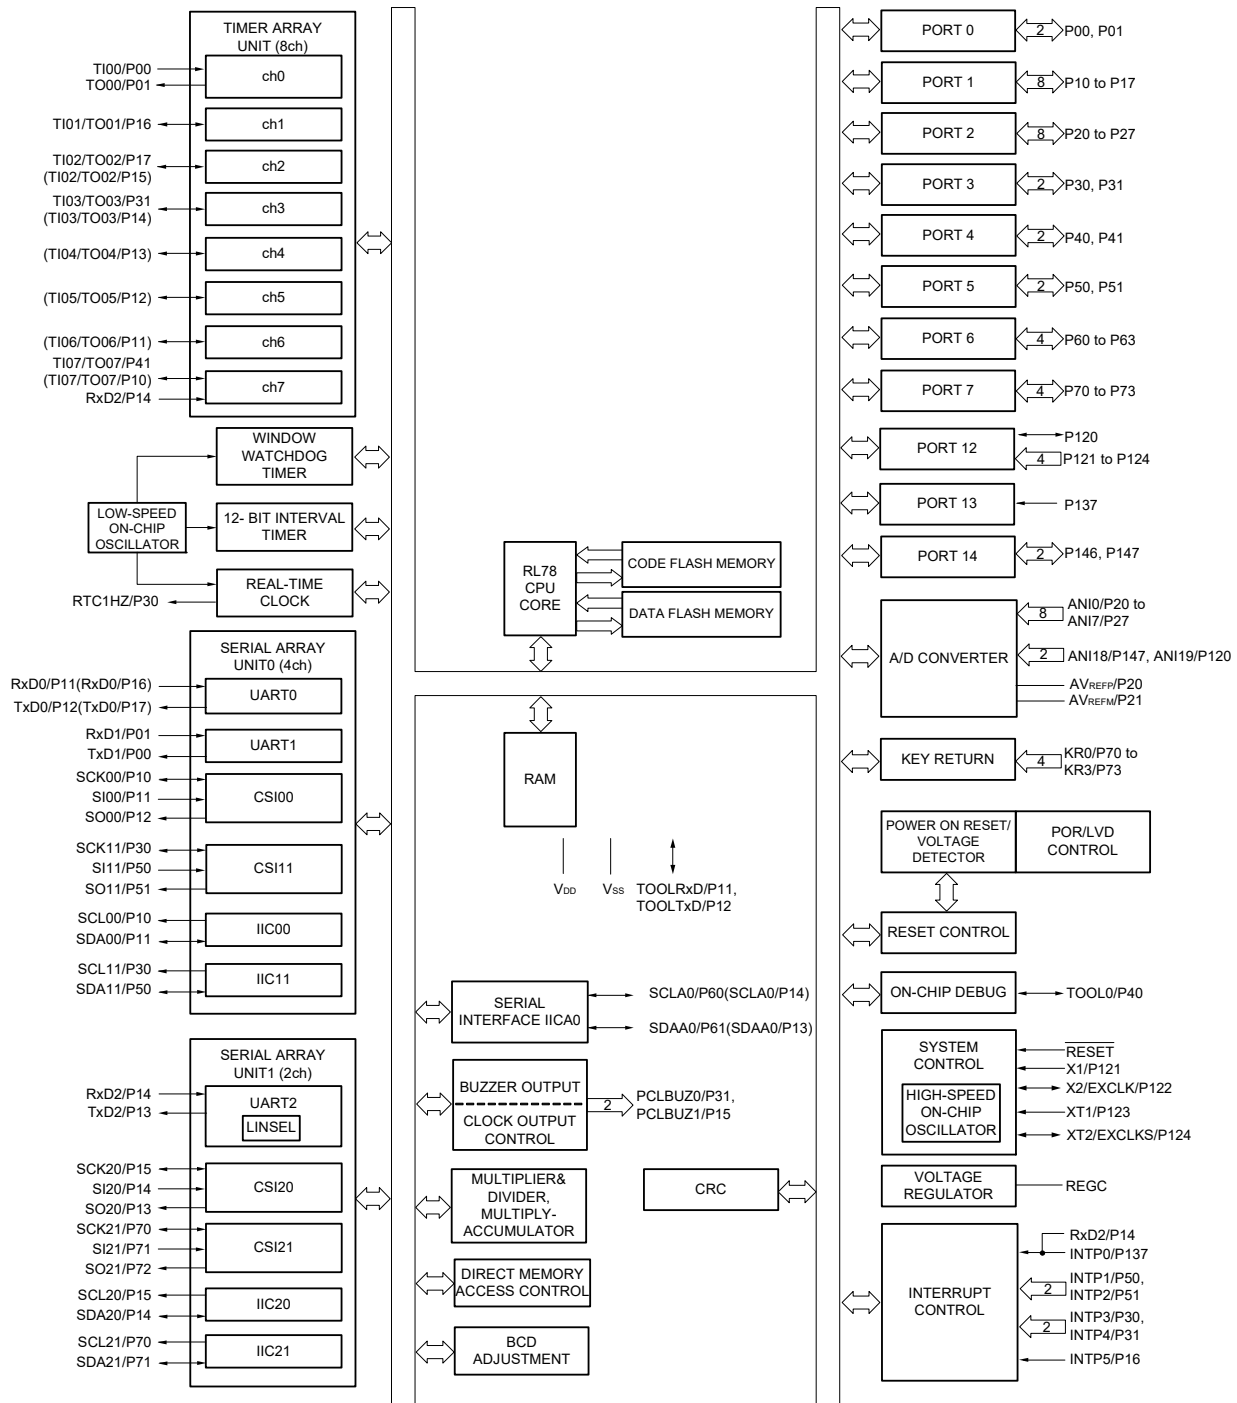 TIMER ARRAY
UNIT (8ch)
TI00/P00
TO00/P01
ch0
TI01/TO01/P16
ch1
TI02/TO02/P17
(TI02/TO02/P15)
ch2
TI03/TO03/P31
(TI03/TO03/P14)
ch3
(TI04/TO04/P13)
ch4
(TI05/TO05/P12)
ch5
(TI06/TO06/P11)
ch6
TI07/TO07/P41
(TI07/TO07/P10)
RxD2/P14
ch7
WINDOW
WATCHDOG
TIMER
LOW-SPEED
ON-CHIP
OSCILLATOR
12- BIT INTERVAL
TIMER
REAL-TIME
CLOCK
RTC1HZ/P30
SERIAL ARRAY
UNIT0 (4ch)
RxD0/P11(RxD0/P16)
TxD0/P12(TxD0/P17)
UART0
RxD1/P01
TxD1/P00
UART1
SCK00/P10
SI00/P11
SO00/P12
CSI00
SCK11/P30
SI11/P50
SO11/P51
CSI11
SCL00/P10
SDA00/P11
IIC00
SCL11/P30
SDA11/P50
IIC11
SERIAL ARRAY
UNIT1 (2ch)
RxD2/P14
TxD2/P13
UART2
LINSEL
SCK20/P15
SI20/P14
SO20/P13
CSI20
SCK21/P70
SI21/P71
SO21/P72
CSI21
SCL20/P15
SDA20/P14
IIC20
SCL21/P70
SDA21/P71
IIC21
RL78
CPU
CORE
CODE FLASH MEMORY
DATA FLASH MEMORY
RAM
VDD
VSS
TOOLRxD/P11,
TOOLTxD/P12
SERIAL
INTERFACE IICA0
SCLA0/P60(SCLA0/P14)
SDAA0/P61(SDAA0/P13)
BUZZER OUTPUT
CLOCK OUTPUT
CONTROL
2
PCLBUZ0/P31,
PCLBUZ1/P15
MULTIPLIER&
DIVIDER,
MULTIPLY-
ACCUMULATOR
CRC
DIRECT MEMORY
ACCESS CONTROL
BCD
ADJUSTMENT
PORT 0
2
P00, P01
PORT 1
8
P10 to P17
PORT 2
8
P20 to P27
PORT 3
2
P30, P31
PORT 4
2
P40, P41
PORT 5
2
P50, P51
PORT 6
4
P60 to P63
PORT 7
4
P70 to P73
PORT 12
P120
4
P121 to P124
PORT 13
P137
PORT 14
2
P146, P147
A/D CONVERTER
8
ANI0/P20 to
ANI7/P27
2
ANI18/P147, ANI19/P120
AVREFP/P20
AVREFM/P21
KEY RETURN
4
KR0/P70 to
KR3/P73
POWER ON RESET/
VOLTAGE
DETECTOR
POR/LVD
CONTROL
RESET CONTROL
ON-CHIP DEBUG
TOOL0/P40
SYSTEM
CONTROL
HIGH-SPEED
ON-CHIP
OSCILLATOR
RESET
X1/P121
X2/EXCLK/P122
XT1/P123
XT2/EXCLKS/P124
VOLTAGE
REGULATOR
REGC
INTERRUPT
CONTROL
RxD2/P14
INTP0/P137
2
INTP1/P50,
INTP2/P51
2
INTP3/P30,
INTP4/P31
INTP5/P16